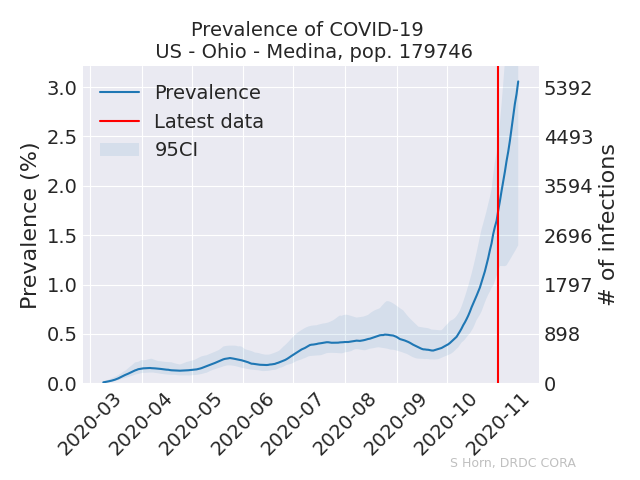 Prevalence of COVID-19
US - Ohio - Medina, pop. 179746
Prevalence (%)
3.0
2.5
2.0
1.5
1.0
0.5
0.0
Prevalence
Latest data
95CI
5392
4493
3594
2696
1797
898
0
# of infections
2020-03
2020-04
2020-05
2020-06
2020-07
2020-08
2020-09
2020-10
2020-11
S Horn, DRDC CORA